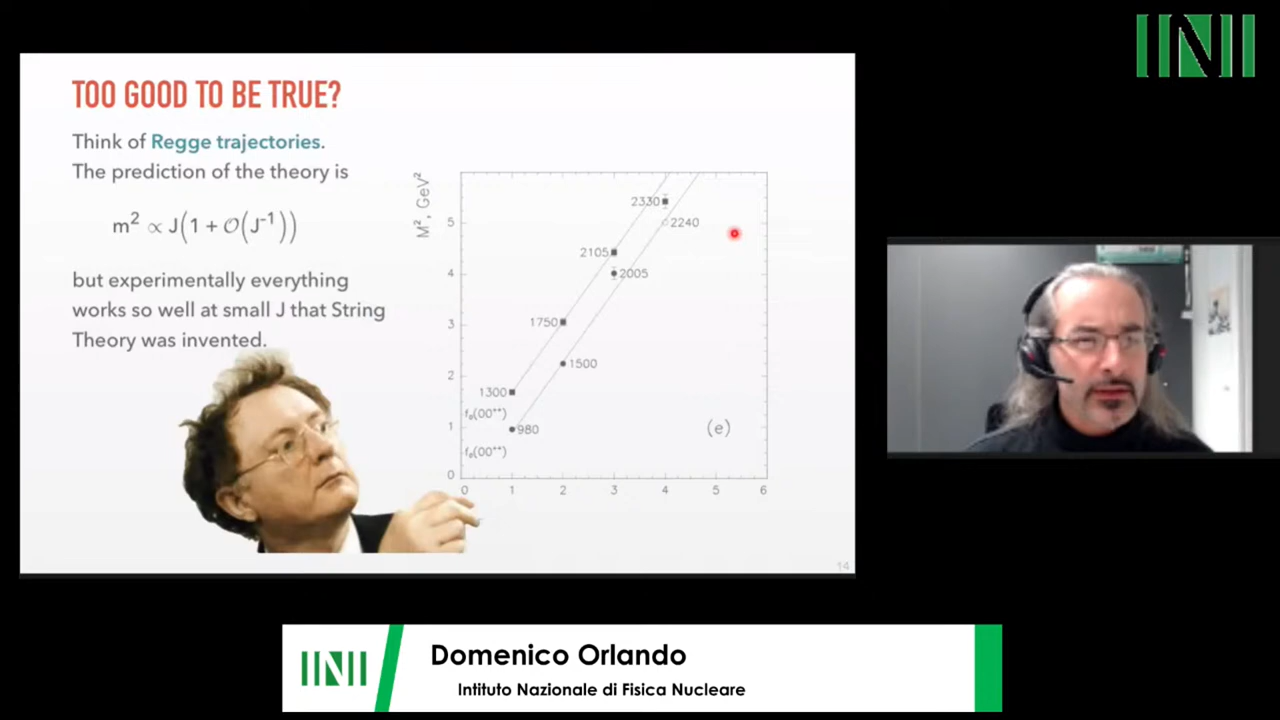 INI
TOO GOOD TO BE TRUE?
Think of Regge trajectories.
The prediction of the theory is
m² ∝ J(1 + O(J⁻¹))
but experimentally everything
works so well at small J that String
Theory was invented.
M², GeV²
5
4
3
2
1
0
2330
2240
2105
2005
1750
1500
1300
f₀(00⁺⁺)
980
f₀(00⁺⁺)
(e)
0 1 2 3 4 5 6
14
INI
Domenico Orlando
Intituto Nazionale di Fisica Nucleare